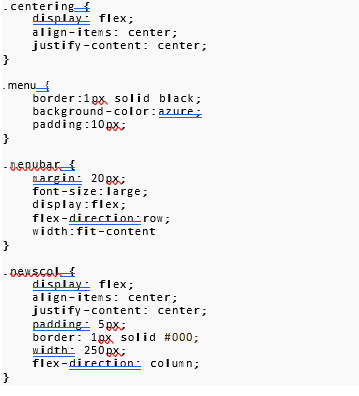 .centering {
display: flex;
align-items: center;
justify-content: center;
}
.menu {
border:1px solid black;
background-color:azure;
padding:10px;
}
.menubar {
margin: 20px;
font-size:large;
display:flex;
flex-direction:row;
width:fit-content
}
.newscol {
display: flex;
align-items: center;
justify-content: center;
padding: 5px;
border: 1px solid #000;
width: 250px;
flex-direction: column;
}